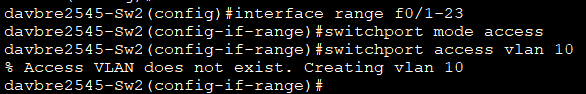 davbre2545-Sw2(config)#interface range f0/1-23
davbre2545-Sw2(config-if-range)#switchport mode access
davbre2545-Sw2(config-if-range)#switchport access vlan 10
% Access VLAN does not exist. Creating vlan 10
davbre2545-Sw2(config-if-range)#